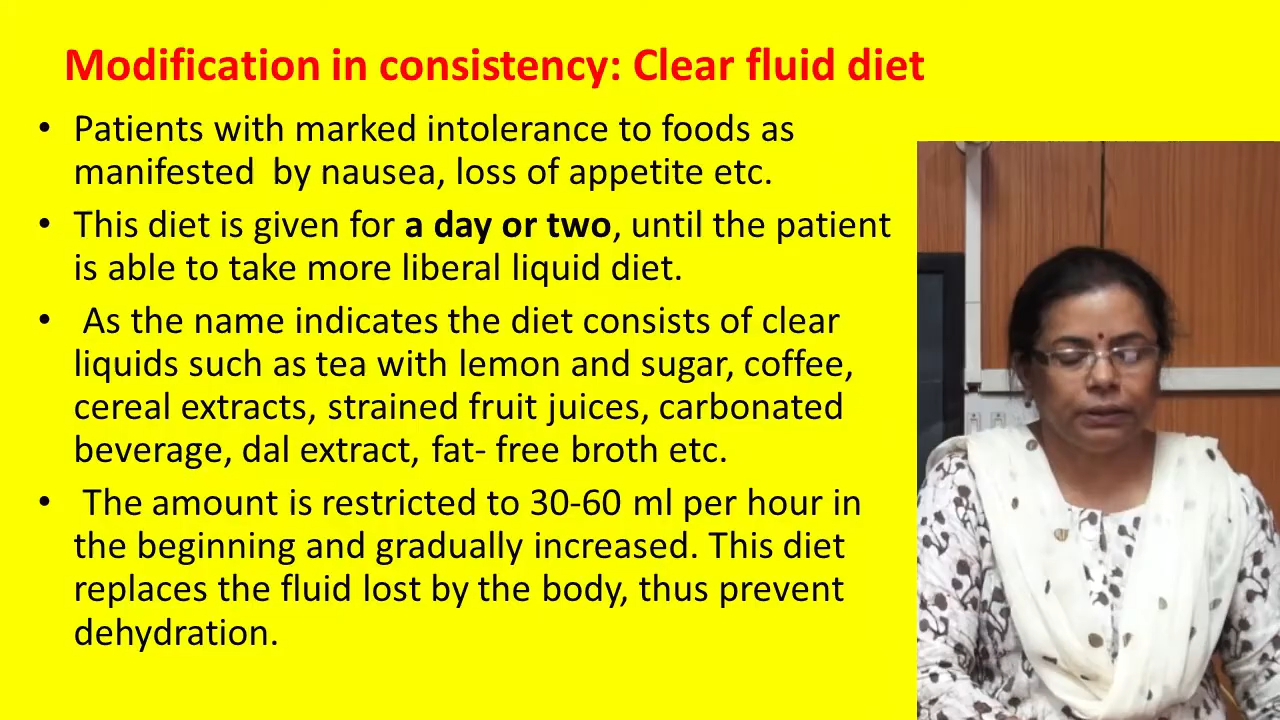 Modification in consistency: Clear fluid diet
• Patients with marked intolerance to foods as
manifested  by nausea, loss of appetite etc.
• This diet is given for a day or two, until the patient
is able to take more liberal liquid diet.
•  As the name indicates the diet consists of clear
liquids such as tea with lemon and sugar, coffee,
cereal extracts, strained fruit juices, carbonated
beverage, dal extract, fat- free broth etc.
•  The amount is restricted to 30-60 ml per hour in
the beginning and gradually increased. This diet
replaces the fluid lost by the body, thus prevent
dehydration.